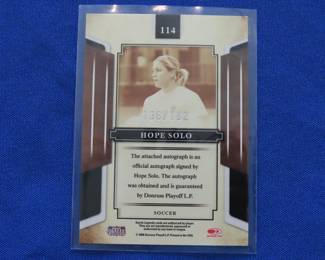 114
HOPE SOLO
The attached autograph is an
official autograph signed by
Hope Solo. The autograph
was obtained and is guaranteed
by Donruss Playoff L.P.
SOCCER